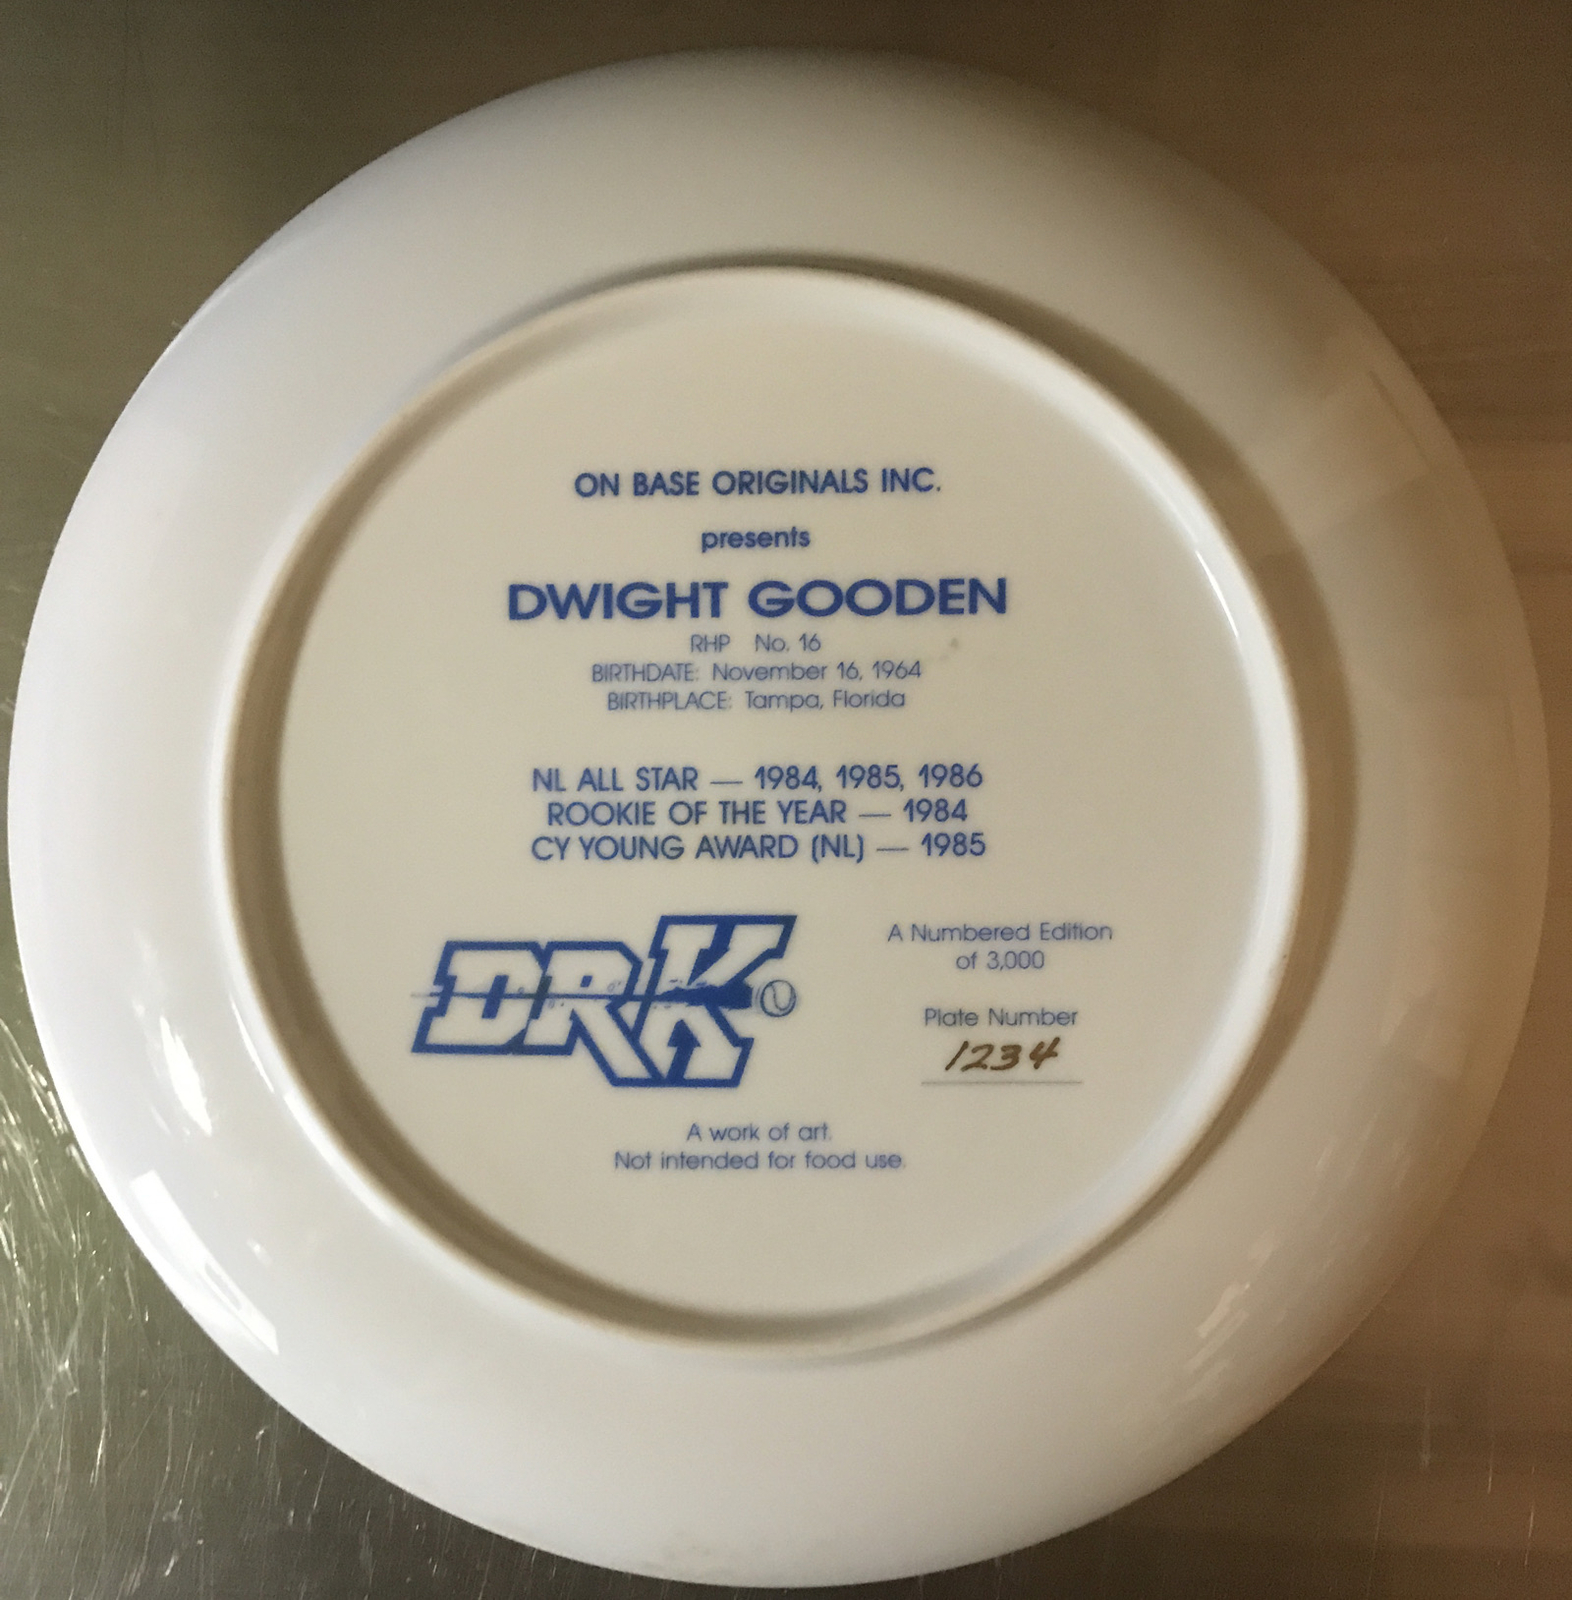 ON BASE ORIGINALS INC.
presents
DWIGHT GOODEN
RHP No. 16
BIRTHDATE: November 16, 1964
BIRTHPLACE: Tampa, Florida
NL ALL STAR — 1984, 1985, 1986
ROOKIE OF THE YEAR — 1984
CY YOUNG AWARD (NL) — 1985
DR K
A Numbered Edition
of 3,000
Plate Number
1234
A work of art.
Not intended for food use.